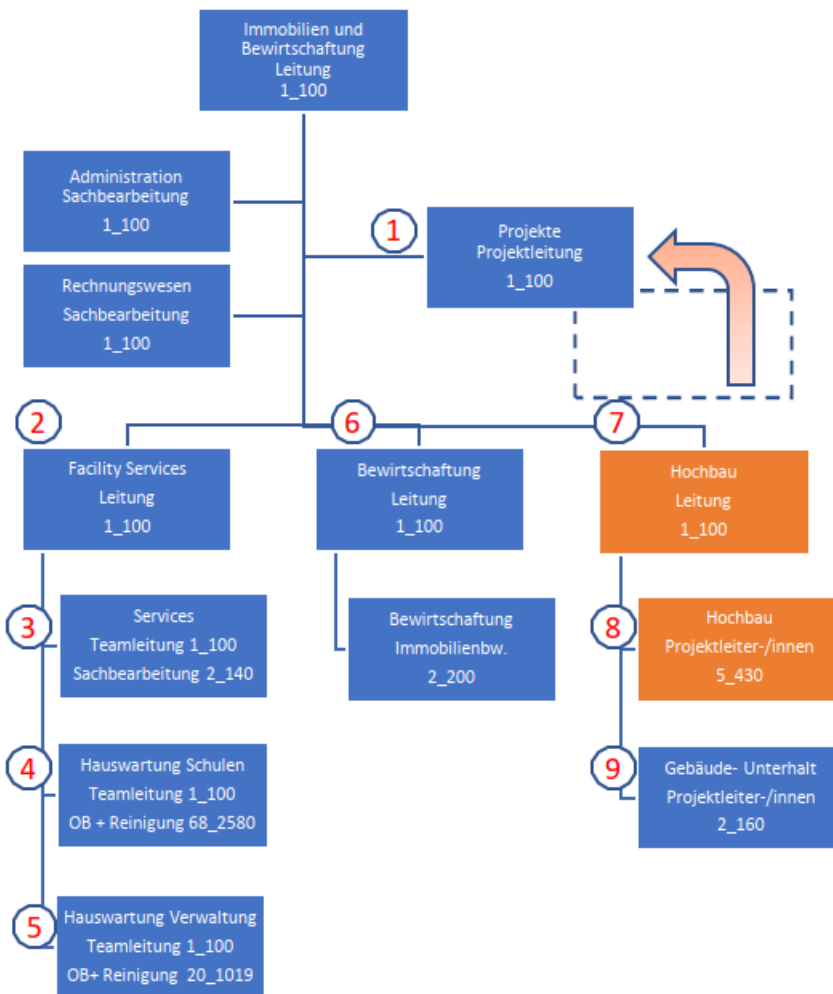 Immobilien und
Bewirtschaftung
Leitung
1_100
Administration
Sachbearbeitung
1_100
1
Projekte
Projektleitung
1_100
Rechnungswesen
Sachbearbeitung
1_100
2
Facility Services
Leitung
1_100
6
Bewirtschaftung
Leitung
1_100
7
Hochbau
Leitung
1_100
3
Services
Teamleitung 1_100
Sachbearbeitung 2_140
Bewirtschaftung
Immobilienbw.
2_200
8
Hochbau
Projektleiter-/innen
5_430
4
Hauswartung Schulen
Teamleitung 1_100
OB + Reinigung 68_2580
9
Gebäude- Unterhalt
Projektleiter-/innen
2_160
5
Hauswartung Verwaltung
Teamleitung 1_100
OB+ Reinigung 20_1019